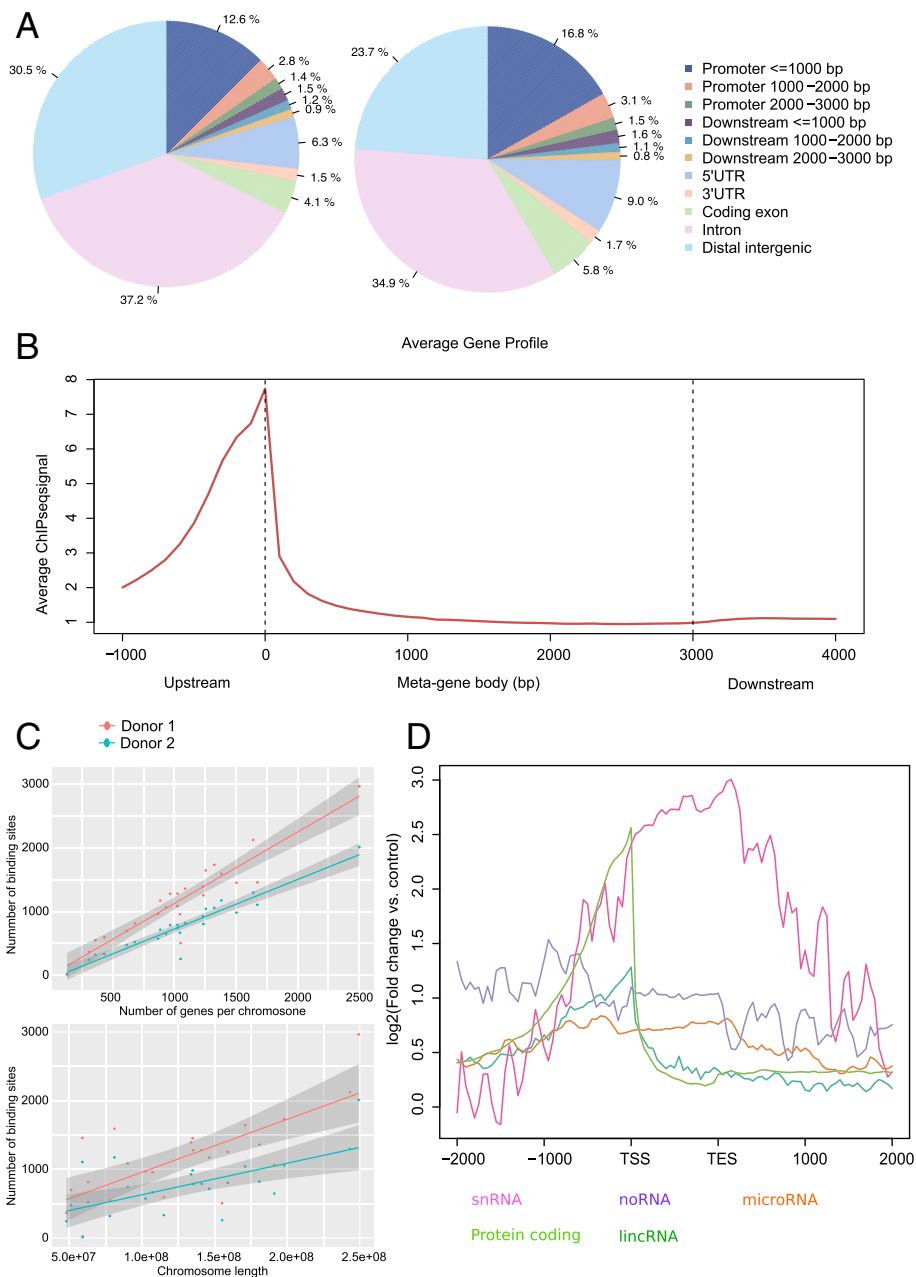 A
12.6 %
2.8 %
1.4 %
1.5 %
1.2 %
0.9 %
6.3 %
1.5 %
4.1 %
37.2 %
30.5 %
16.8 %
3.1 %
1.5 %
1.6 %
1.1 %
0.8 %
9.0 %
1.7 %
5.8 %
34.9 %
23.7 %
Promoter <=1000 bp
Promoter 1000−2000 bp
Promoter 2000−3000 bp
Downstream <=1000 bp
Downstream 1000−2000 bp
Downstream 2000−3000 bp
5'UTR
3'UTR
Coding exon
Intron
Distal intergenic
B
Average Gene Profile
Average ChIPseqsignal
8
7
6
5
4
3
2
1
−1000
0
1000
2000
3000
4000
Upstream
Meta-gene body (bp)
Downstream
C
Donor 1
Donor 2
Nummber of binding sites
3000
2000
1000
0
500
1000
1500
2000
2500
Number of genes per chromosome
Nummber of binding sites
3000
2000
1000
0
5.0e+07
1.0e+08
1.5e+08
2.0e+08
2.5e+08
Chromosome length
D
log2(Fold change vs. control)
3.0
2.5
2.0
1.5
1.0
0.5
0.0
−2000
−1000
TSS
TES
1000
2000
snRNA
noRNA
microRNA
Protein coding
lincRNA